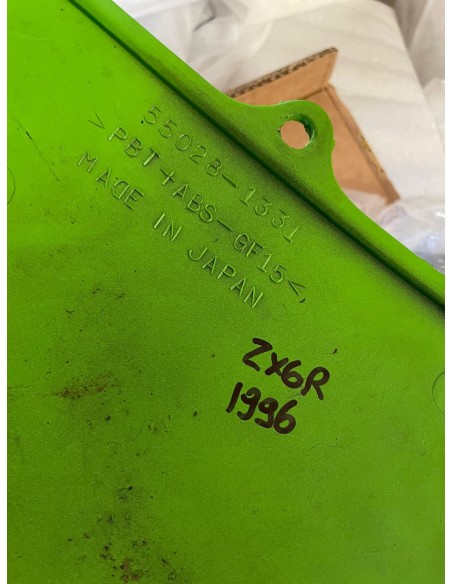 55028-1331
>PBT+ABS-GF15<
MADE IN JAPAN
ZX6R
1996